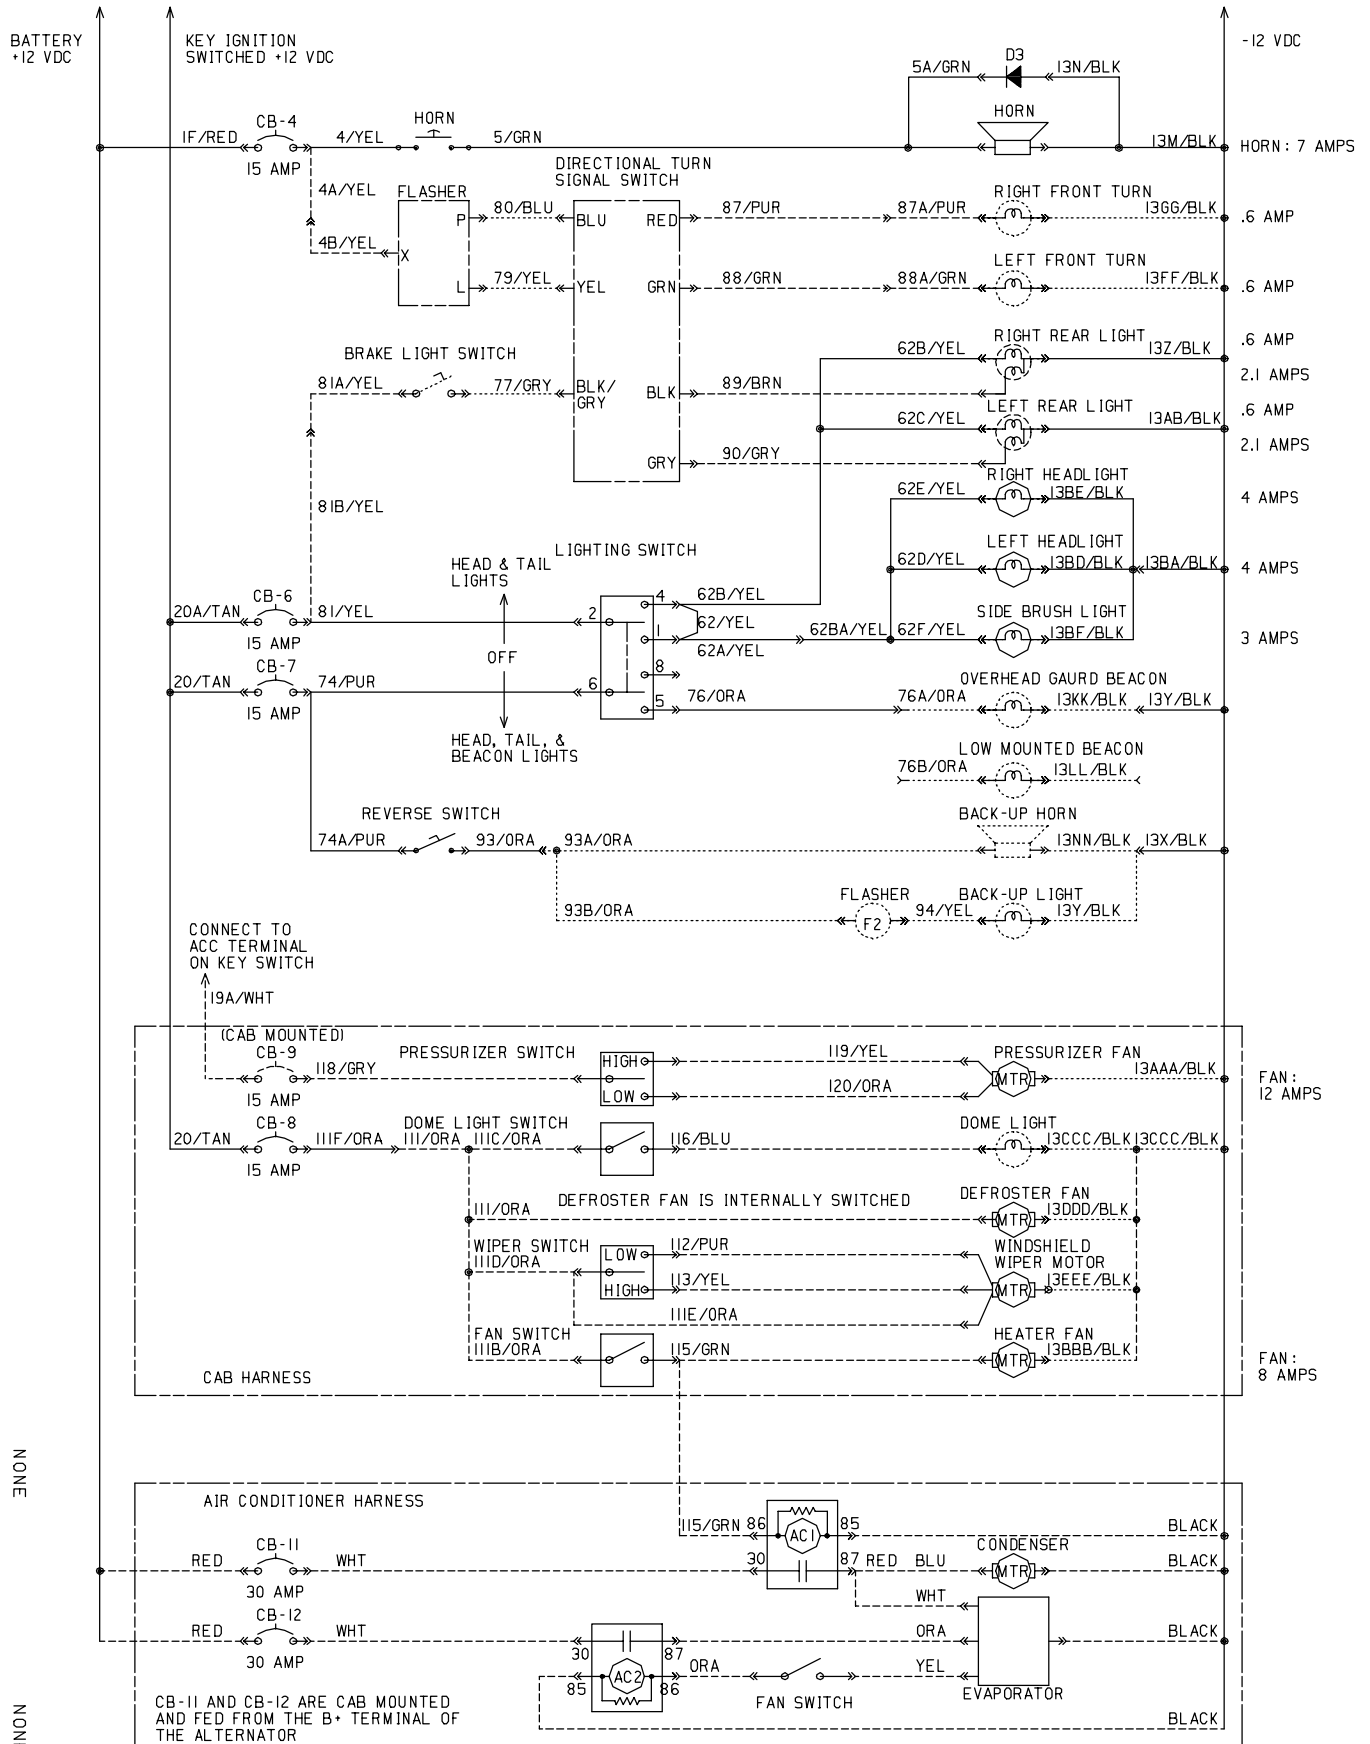 BATTERY
+12 VDC
KEY IGNITION
SWITCHED +12 VDC
-12 VDC
D3
5A/GRN
13N/BLK
HORN
CB-4
HORN
1F/RED
4/YEL
5/GRN
13M/BLK
HORN: 7 AMPS
15 AMP
DIRECTIONAL TURN
SIGNAL SWITCH
4A/YEL
FLASHER
RIGHT FRONT TURN
P
80/BLU
BLU
RED
87/PUR
87A/PUR
13GG/BLK
.6 AMP
4B/YEL
X
LEFT FRONT TURN
L
79/YEL
YEL
GRN
88/GRN
88A/GRN
13FF/BLK
.6 AMP
RIGHT REAR LIGHT
.6 AMP
BRAKE LIGHT SWITCH
62B/YEL
13Z/BLK
2.1 AMPS
81A/YEL
77/GRY
BLK/
GRY
BLK
89/BRN
LEFT REAR LIGHT
.6 AMP
62C/YEL
13AB/BLK
2.1 AMPS
GRY
90/GRY
RIGHT HEADLIGHT
62E/YEL
13BE/BLK
4 AMPS
81B/YEL
LEFT HEADLIGHT
LIGHTING SWITCH
HEAD & TAIL
LIGHTS
62D/YEL
13BD/BLK
13BA/BLK
4 AMPS
CB-6
4
62B/YEL
20A/TAN
81/YEL
2
62/YEL
SIDE BRUSH LIGHT
15 AMP
1
62BA/YEL
62F/YEL
13BF/BLK
3 AMPS
62A/YEL
OFF
CB-7
8
OVERHEAD GAURD BEACON
20/TAN
74/PUR
6
5
76/ORA
76A/ORA
13KK/BLK
13Y/BLK
15 AMP
HEAD, TAIL, &
BEACON LIGHTS
LOW MOUNTED BEACON
76B/ORA
13LL/BLK
REVERSE SWITCH
BACK-UP HORN
74A/PUR
93/ORA
93A/ORA
13NN/BLK
13X/BLK
FLASHER
BACK-UP LIGHT
93B/ORA
F2
94/YEL
13Y/BLK
CONNECT TO
ACC TERMINAL
ON KEY SWITCH
19A/WHT
(CAB MOUNTED)
CB-9
PRESSURIZER SWITCH
HIGH
119/YEL
PRESSURIZER FAN
118/GRY
LOW
120/ORA
MTR
13AAA/BLK
FAN:
12 AMPS
15 AMP
CB-8
DOME LIGHT SWITCH
DOME LIGHT
20/TAN
111F/ORA
111/ORA
111C/ORA
116/BLU
13CCC/BLK
13CCC/BLK
15 AMP
DEFROSTER FAN IS INTERNALLY SWITCHED
DEFROSTER FAN
111/ORA
MTR
13DDD/BLK
WIPER SWITCH
LOW
112/PUR
WINDSHIELD
WIPER MOTOR
111D/ORA
HIGH
113/YEL
MTR
13EEE/BLK
111E/ORA
FAN SWITCH
HEATER FAN
111B/ORA
115/GRN
MTR
13BBB/BLK
FAN:
8 AMPS
CAB HARNESS
NONE
AIR CONDITIONER HARNESS
115/GRN
86
AC1
85
BLACK
CB-11
CONDENSER
RED
WHT
30
87
RED
BLU
MTR
BLACK
30 AMP
WHT
CB-12
RED
WHT
30
87
ORA
BLACK
30 AMP
85
AC2
86
ORA
YEL
FAN SWITCH
EVAPORATOR
CB-11 AND CB-12 ARE CAB MOUNTED
AND FED FROM THE B+ TERMINAL OF
THE ALTERNATOR
BLACK